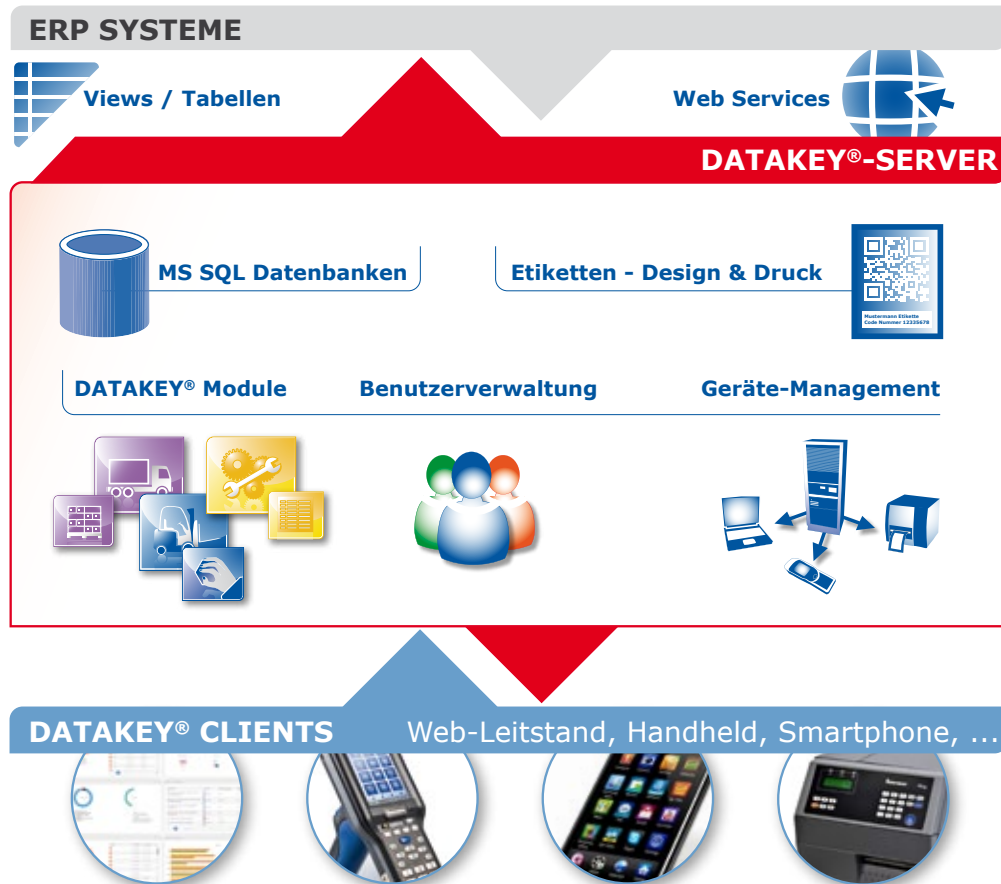 ERP SYSTEME
Views / Tabellen
Web Services
DATAKEY®-SERVER
MS SQL Datenbanken
Etiketten - Design & Druck
Mustermann Etikette
Code Nummer 12235678
DATAKEY® Module
Benutzerverwaltung
Geräte-Management
DATAKEY® CLIENTS
Web-Leitstand, Handheld, Smartphone, ...